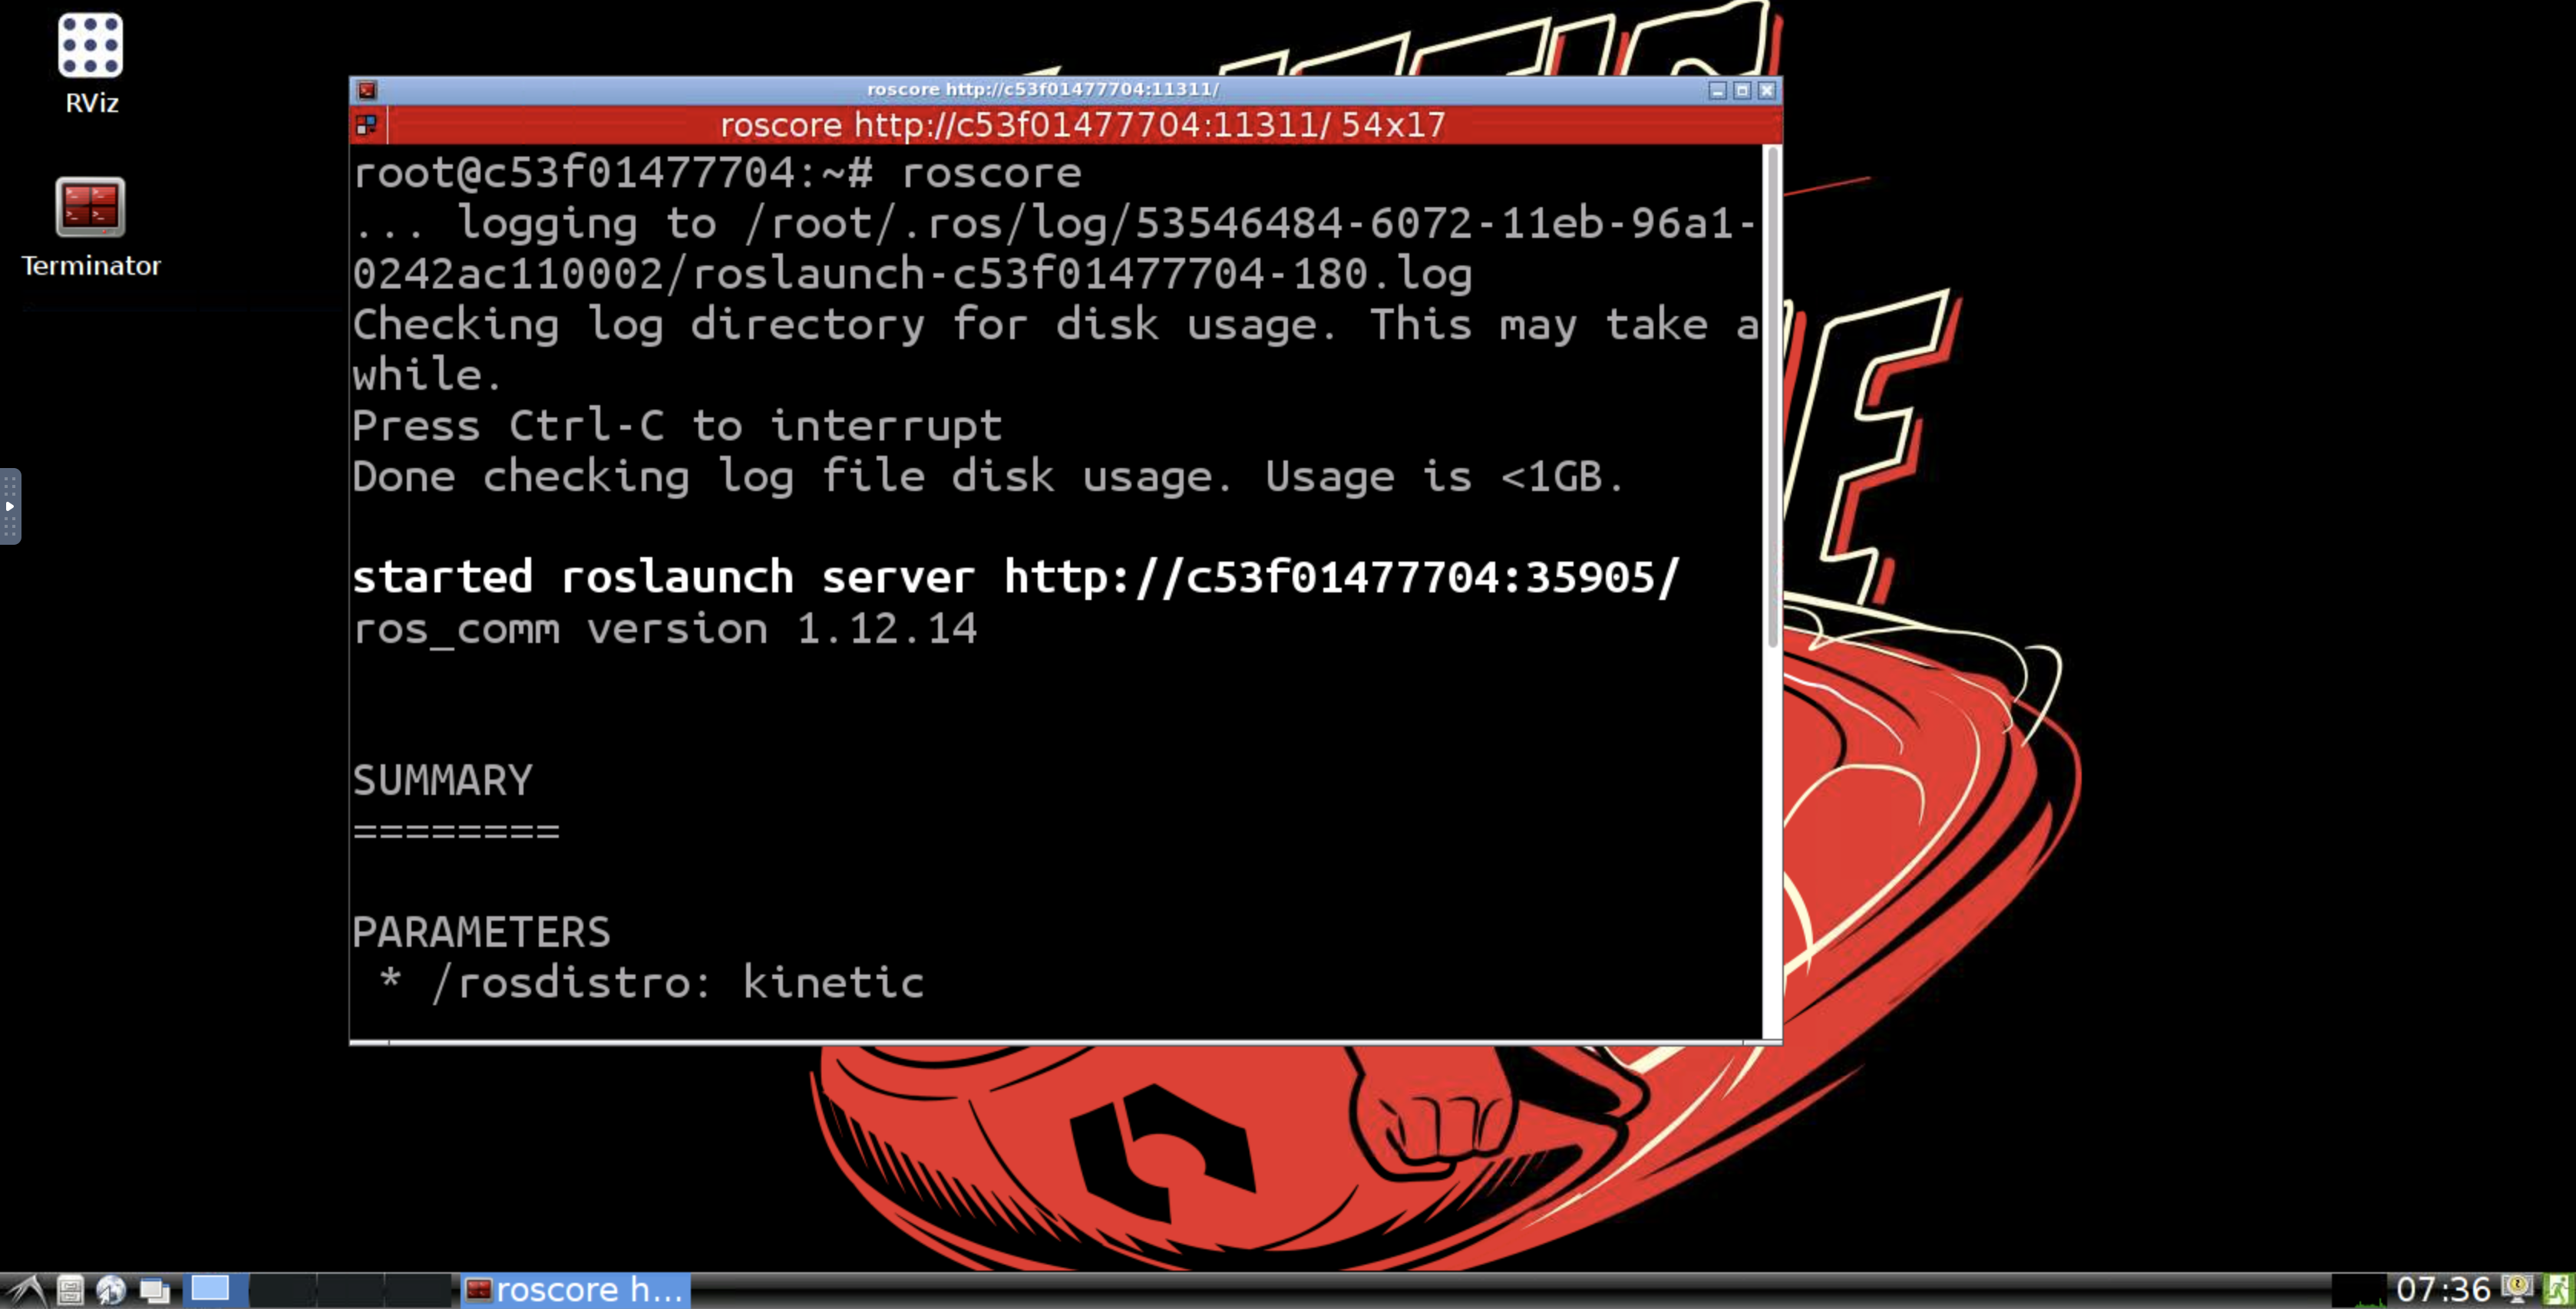 RViz
Terminator
roscore http://c53f01477704:11311/
roscore http://c53f01477704:11311/ 54x17
root@c53f01477704:~# roscore
... logging to /root/.ros/log/53546484-6072-11eb-96a1-
0242ac110002/roslaunch-c53f01477704-180.log
Checking log directory for disk usage. This may take a
while.
Press Ctrl-C to interrupt
Done checking log file disk usage. Usage is <1GB.
started roslaunch server http://c53f01477704:35905/
ros_comm version 1.12.14
SUMMARY
========
PARAMETERS
 * /rosdistro: kinetic
roscore h...
07:36